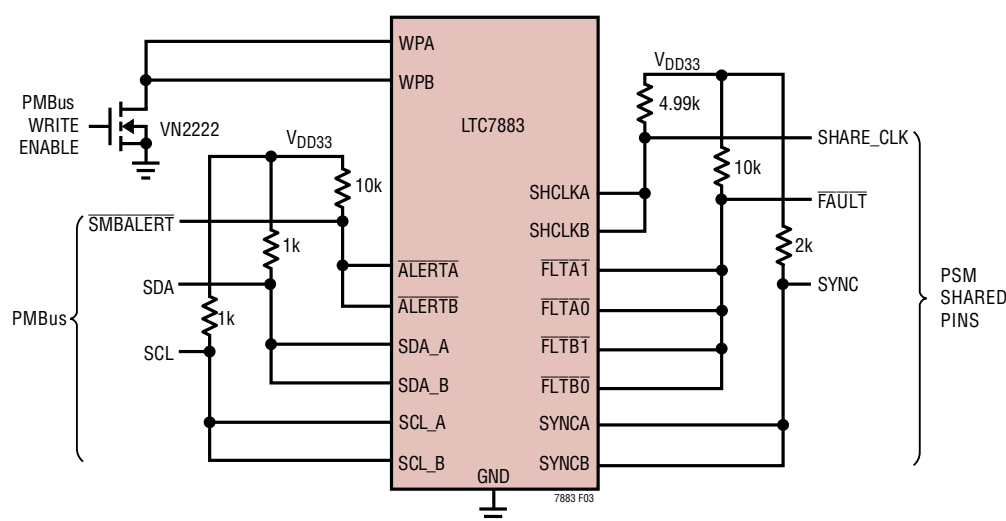 WPA
WPB
PMBus
WRITE
ENABLE
VN2222
LTC7883
VDD33
10k
SMBALERT
1k
SDA
1k
SCL
PMBus
ALERTA
ALERTB
SDA_A
SDA_B
SCL_A
SCL_B
GND
VDD33
4.99k
SHARE_CLK
10k
SHCLKA
FAULT
SHCLKB
2k
FLTA1
SYNC
FLTA0
FLTB1
FLTB0
SYNCA
SYNCB
PSM
SHARED
PINS
7883 F03